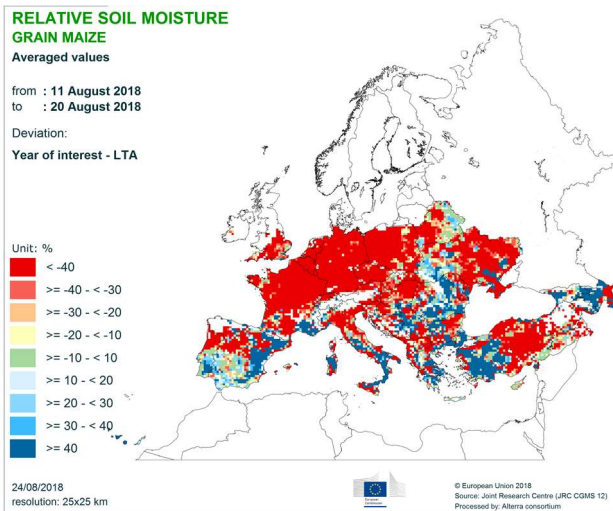 RELATIVE SOIL MOISTURE
GRAIN MAIZE
Averaged values
from : 11 August 2018
to : 20 August 2018
Deviation:
Year of interest - LTA
Unit: %
< -40
>= -40 - < -30
>= -30 - < -20
>= -20 - < -10
>= -10 - < 10
>= 10 - < 20
>= 20 - < 30
>= 30 - < 40
>= 40
24/08/2018
resolution: 25x25 km
European
Commission
© European Union 2018
Source: Joint Research Centre (JRC CGMS 12)
Processed by: Alterra consortium